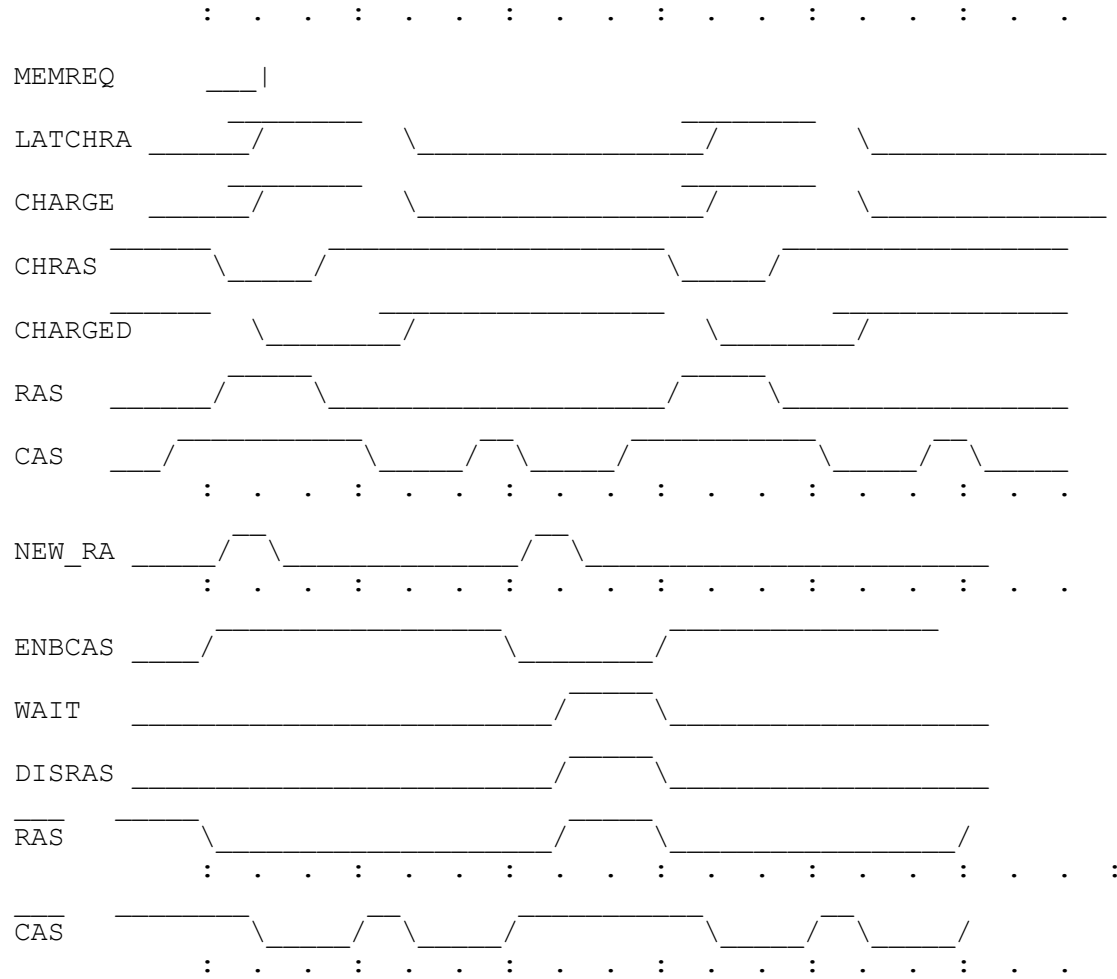 MEMREQ
LATCHRA
CHARGE
CHRAS
CHARGED
RAS
CAS
NEW_RA
ENBCAS
WAIT
DISRAS
RAS
CAS